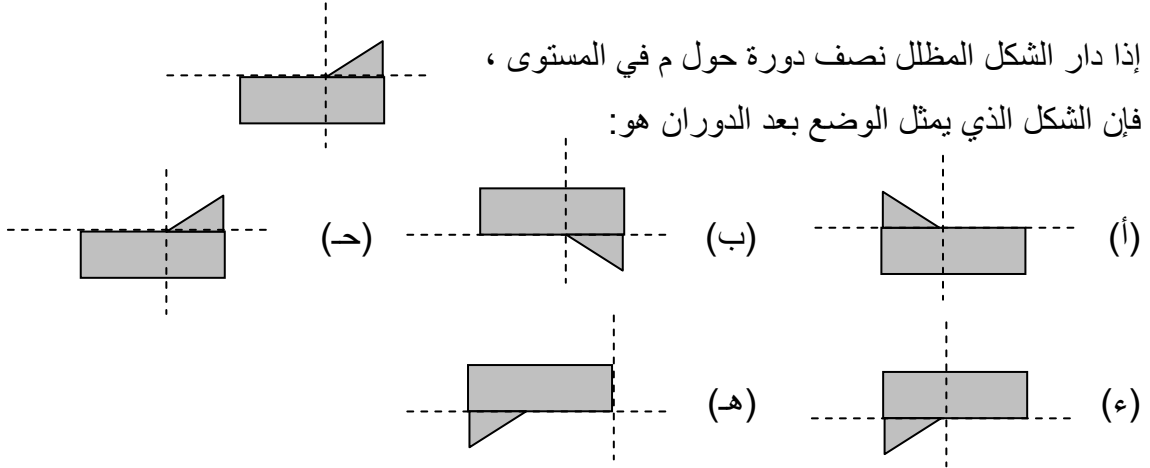 إذا دار الشكل المظلل نصف دورة حول م في المستوى ،
فإن الشكل الذي يمثل الوضع بعد الدوران هو:
(أ) (ب) (حـ)
(ء) (هـ)